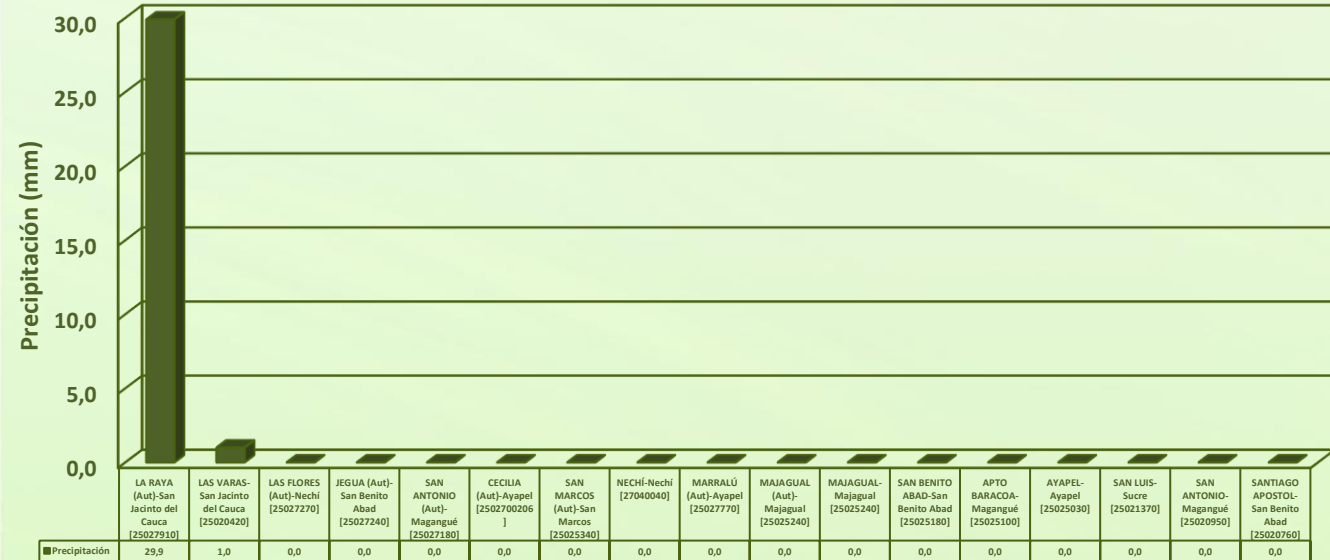 Precipitación (mm)
30,0
25,0
20,0
15,0
10,0
5,0
0,0
LA RAYA
(Aut)-San
Jacinto del
Cauca
[25027910]
LAS VARAS-
San Jacinto
del Cauca
[25020420]
LAS FLORES
(Aut)-Nechí
[25027270]
JEGUA (Aut)-
San Benito
Abad
[25027240]
SAN
ANTONIO
(Aut)-
Magangué
[25027180]
CECILIA
(Aut)-Ayapel
[2502700206
]
SAN
MARCOS
(Aut)-San
Marcos
[25025340]
NECHÍ-Nechí
[27040040]
MARRALÚ
(Aut)-Ayapel
[25027770]
MAJAGUAL
(Aut)-
Majagual
[25025240]
MAJAGUAL-
Majagual
[25025240]
SAN BENITO
ABAD-San
Benito Abad
[25025180]
APTO
BARACOA-
Magangué
[25025100]
AYAPEL-
Ayapel
[25025030]
SAN LUIS-
Sucre
[25021370]
SAN
ANTONIO-
Magangué
[25020950]
SANTIAGO
APOSTOL-
San Benito
Abad
[25020760]
Precipitación 29,9 1,0 0,0 0,0 0,0 0,0 0,0 0,0 0,0 0,0 0,0 0,0 0,0 0,0 0,0 0,0 0,0